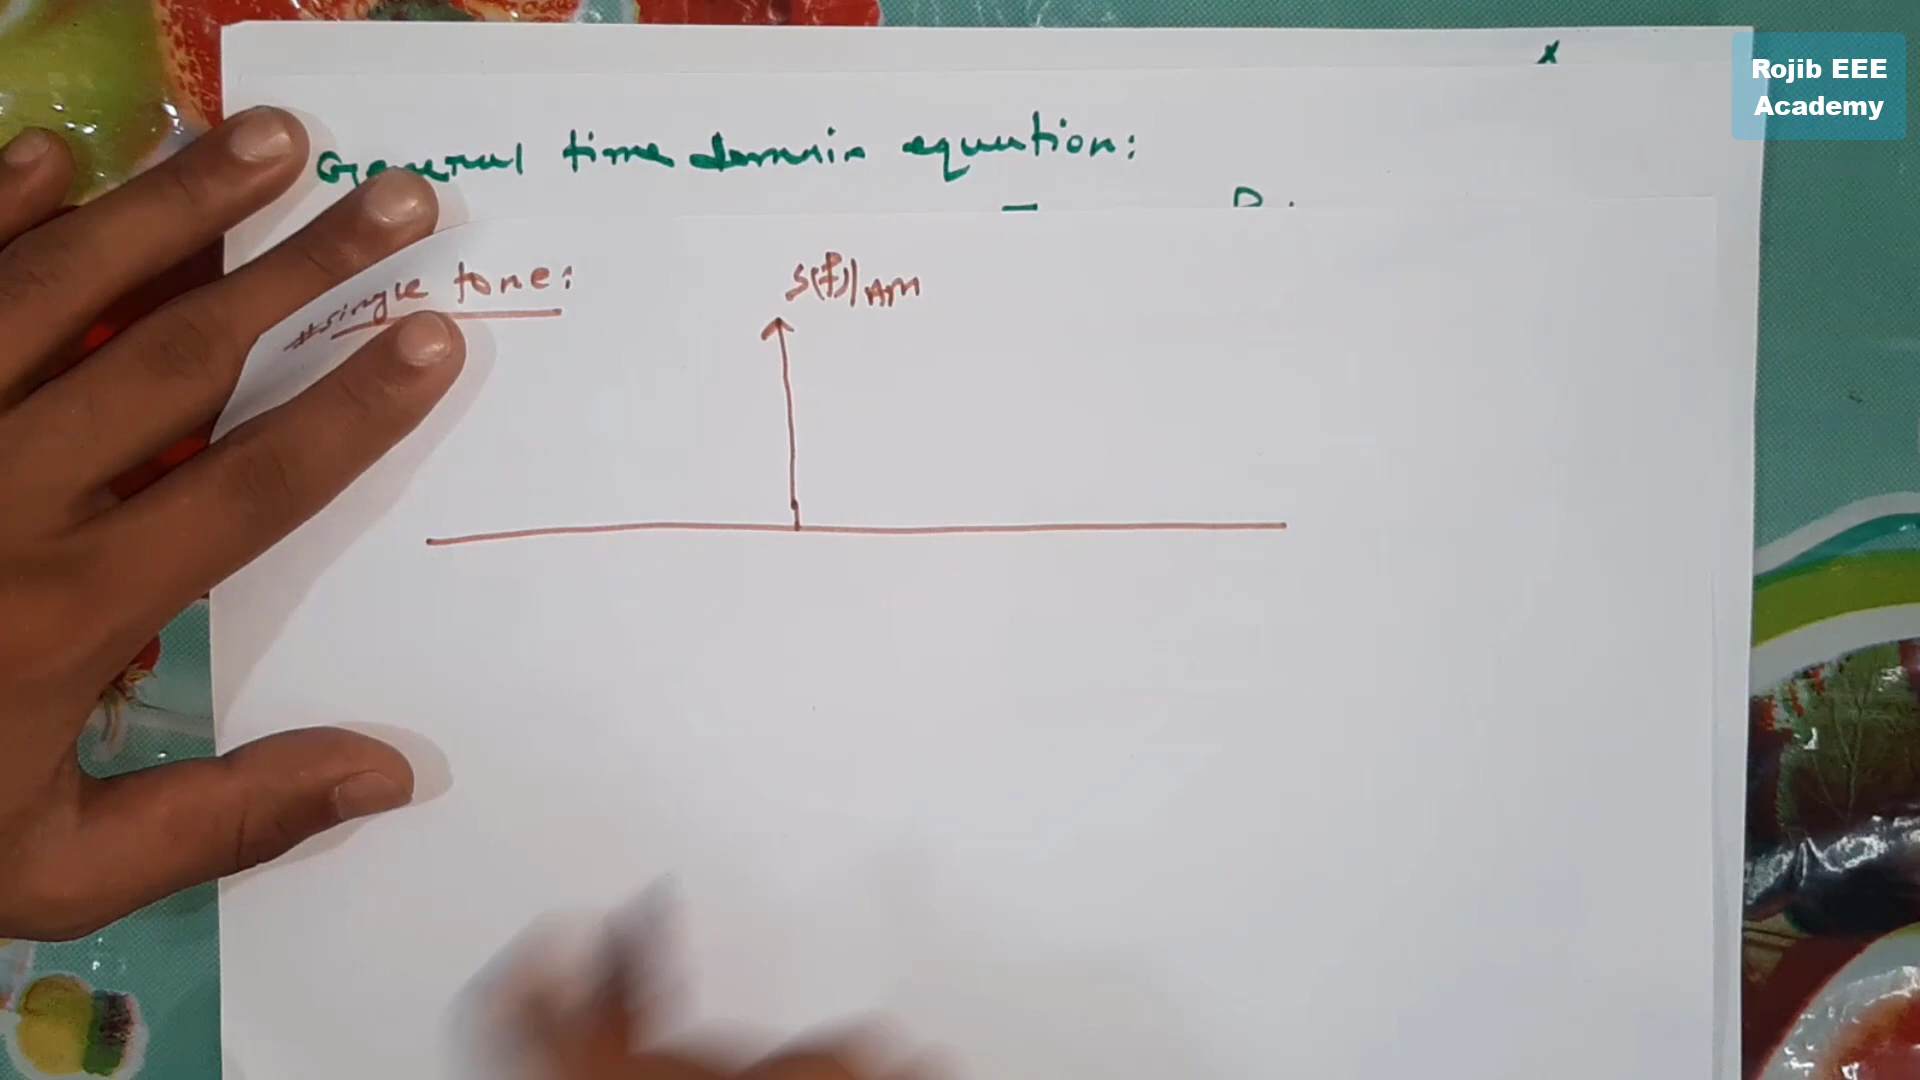 Rojib EEE
Academy
General time domain equation:
#single tone:
S(f)|AM